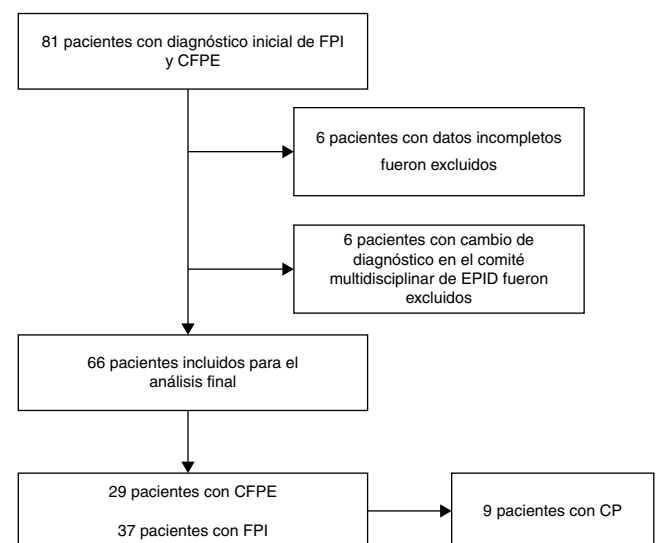 81 pacientes con diagnóstico inicial de FPI
y CFPE
6 pacientes con datos incompletos
fueron excluidos
6 pacientes con cambio de
diagnóstico en el comité
multidisciplinar de EPID fueron
excluidos
66 pacientes incluidos para el
análisis final
29 pacientes con CFPE
37 pacientes con FPI
9 pacientes con CP